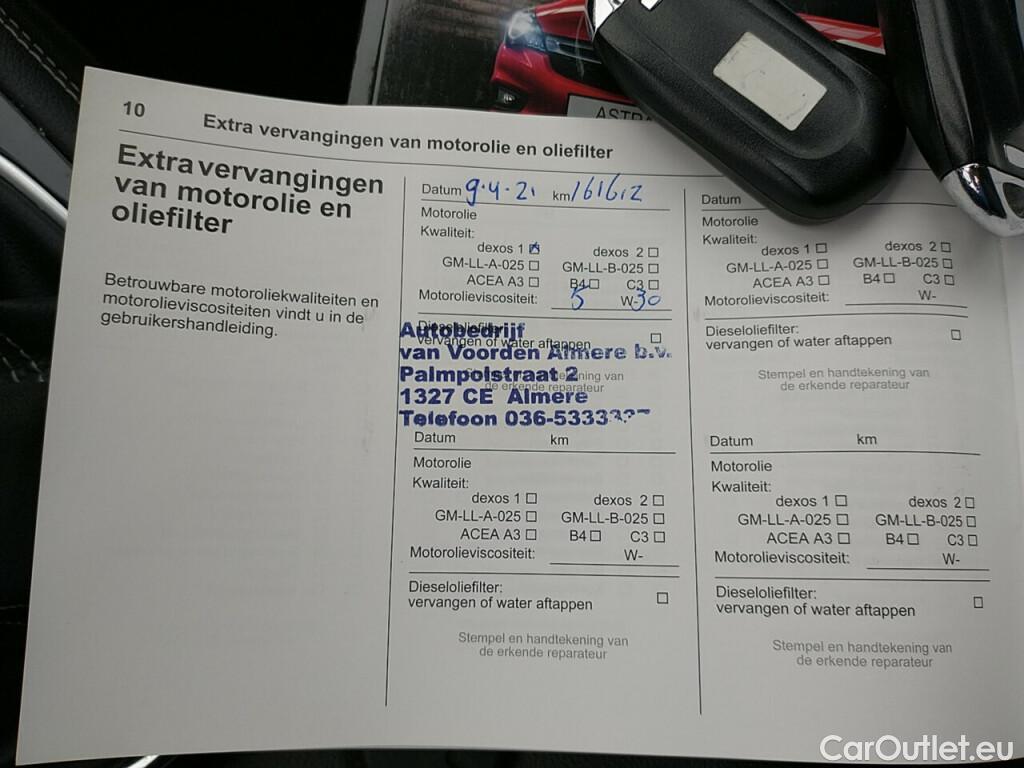 ASTRA
10 Extra vervangingen van motorolie en oliefilter
Extra vervangingen
van motorolie en
oliefilter
Betrouwbare motoroliekwaliteiten en
motorolieviscositeiten vindt u in de
gebruikershandleiding.
Datum 9-4-21 km 161612
Motorolie
Kwaliteit:
dexos 1 ☒ dexos 2 ☐
GM-LL-A-025 ☐ GM-LL-B-025 ☐
ACEA A3 ☐ B4 ☐ C3 ☐
Motorolieviscositeit: 5 W-30
Dieseloliefilter:
vervangen of water aftappen ☐
Stempel en handtekening van
de erkende reparateur
Autobedrijf
van Voorden Almere b.v.
Palmpolstraat 2
1327 CE Almere
Telefoon 036-5333
Datum km
Motorolie
Kwaliteit:
dexos 1 ☐ dexos 2 ☐
GM-LL-A-025 ☐ GM-LL-B-025 ☐
ACEA A3 ☐ B4 ☐ C3 ☐
Motorolieviscositeit: W-
Dieseloliefilter:
vervangen of water aftappen ☐
Stempel en handtekening van
de erkende reparateur
Datum
Motorolie
Kwaliteit:
dexos 1 ☐ dexos 2 ☐
GM-LL-A-025 ☐ GM-LL-B-025 ☐
ACEA A3 ☐ B4 ☐ C3 ☐
Motorolieviscositeit: W-
Dieseloliefilter:
vervangen of water aftappen ☐
Stempel en handtekening van
de erkende reparateur
Datum km
Motorolie
Kwaliteit:
dexos 1 ☐ dexos 2 ☐
GM-LL-A-025 ☐ GM-LL-B-025 ☐
ACEA A3 ☐ B4 ☐ C3 ☐
Motorolieviscositeit: W-
Dieseloliefilter:
vervangen of water aftappen ☐
Stempel en handtekening van
de erkende reparateur
CarOutlet.eu